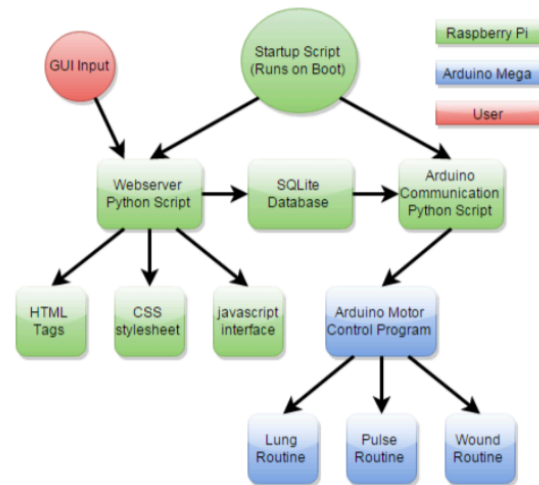 GUI Input
Startup Script
(Runs on Boot)
Raspberry Pi
Arduino Mega
User
Webserver
Python Script
SQLite
Database
Arduino
Communication
Python Script
HTML
Tags
CSS
stylesheet
javascript
interface
Arduino Motor
Control Program
Lung
Routine
Pulse
Routine
Wound
Routine